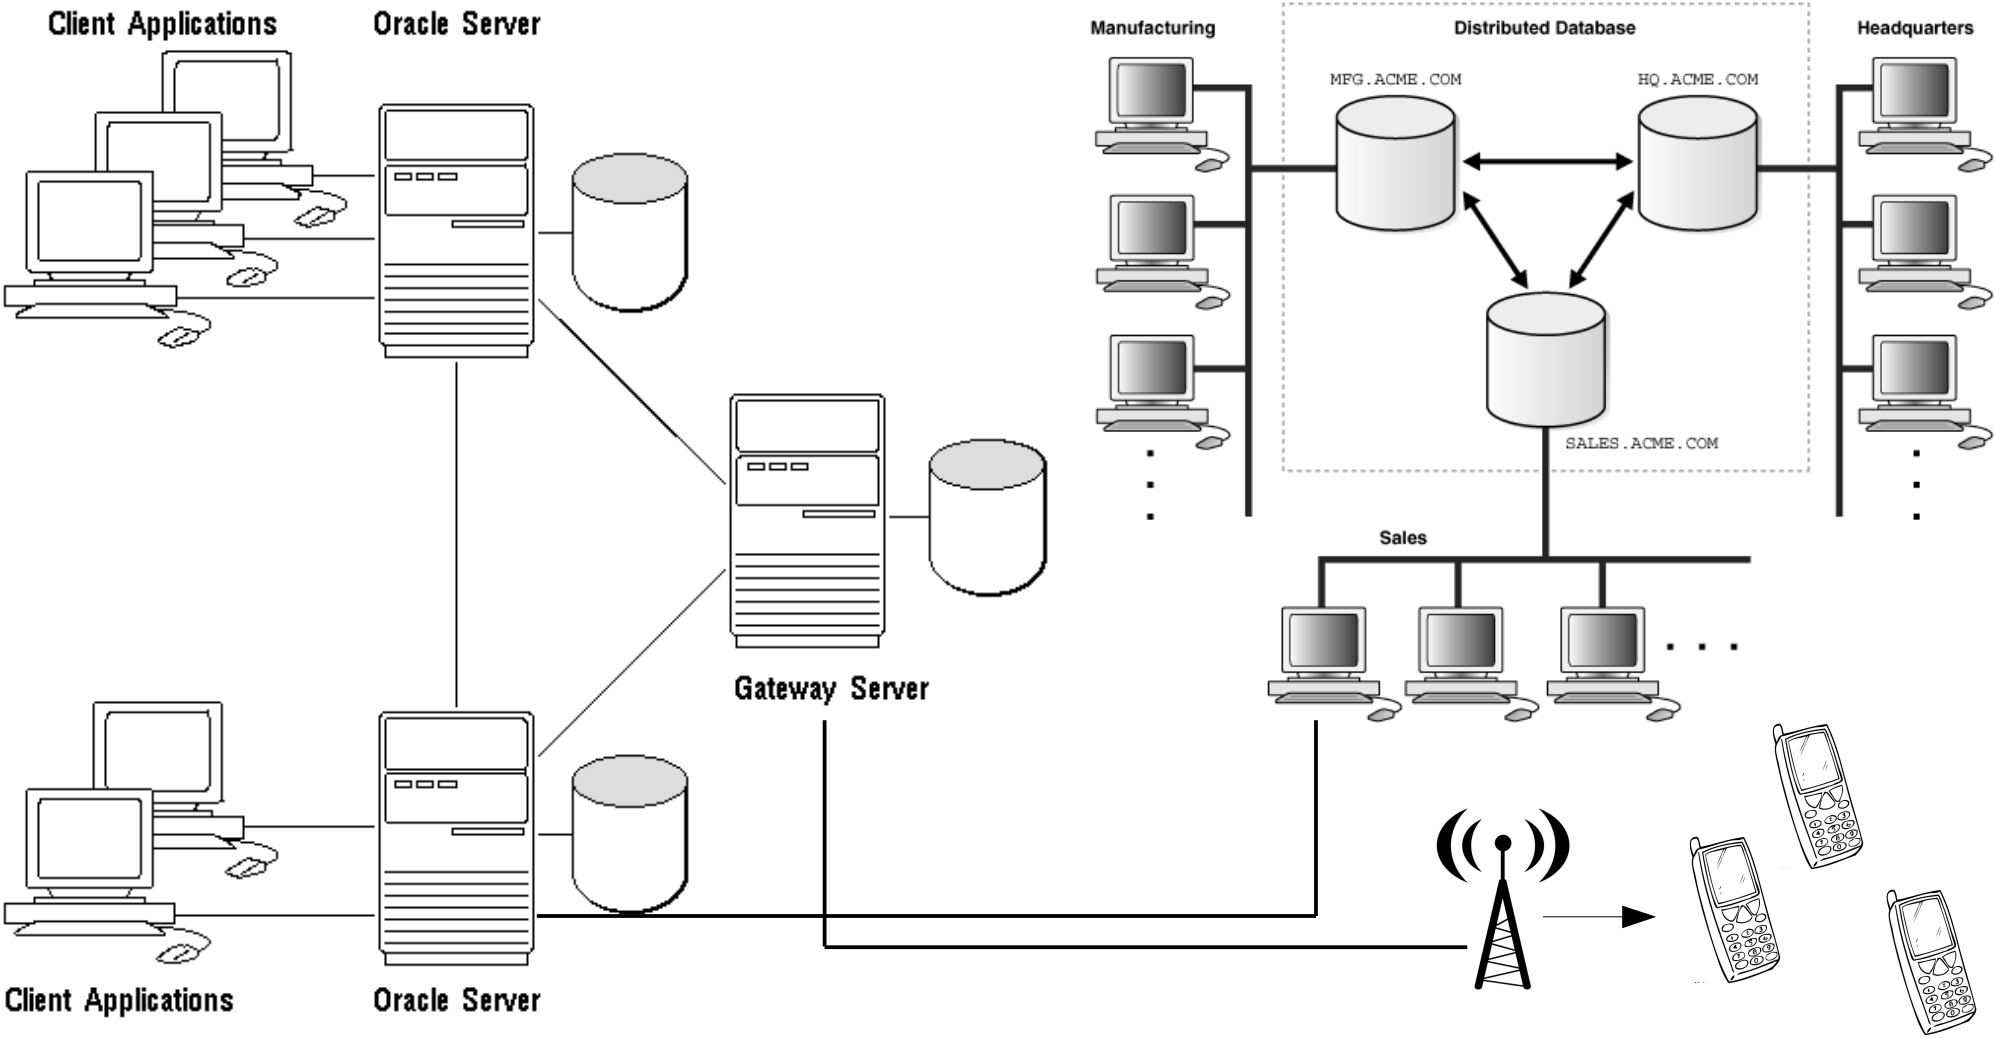 Client Applications
Oracle Server
Manufacturing
Distributed Database
Headquarters
MFG.ACME.COM
HQ.ACME.COM
SALES.ACME.COM
Sales
Gateway Server
Client Applications
Oracle Server